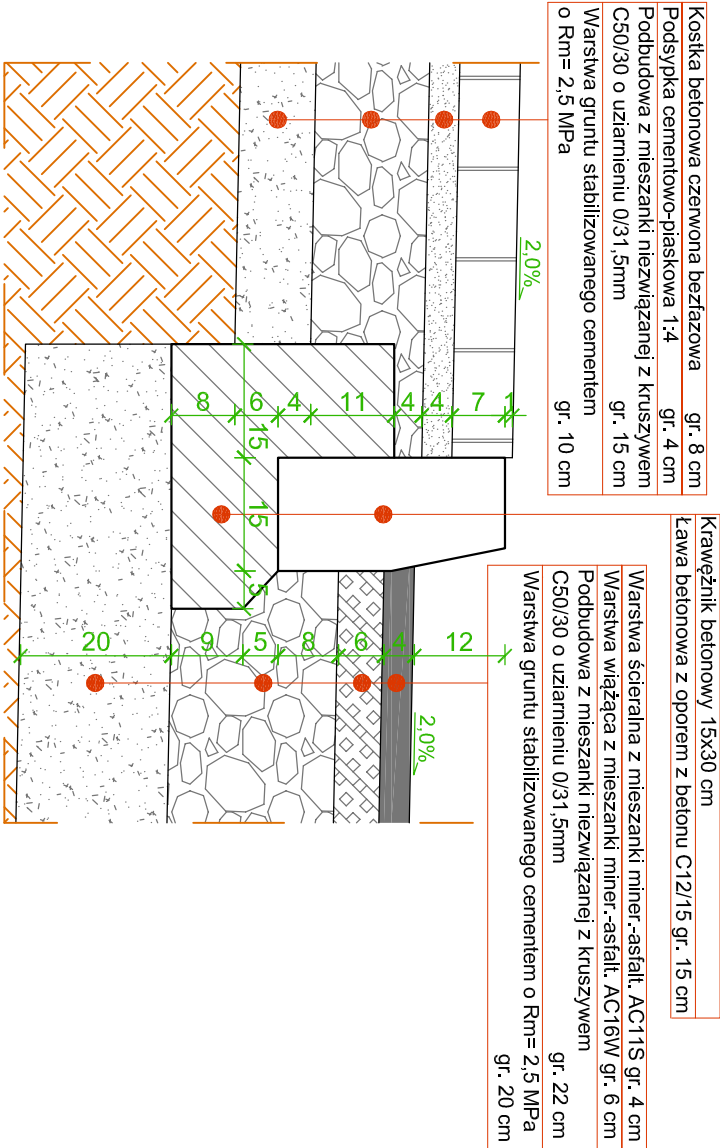 Kostka betonowa czerwona bezfazowa gr. 8 cm
Podsypka cementowo-piaskowa 1:4 gr. 4 cm
Podbudowa z mieszanki niezwiązanej z kruszywem
C50/30 o uziarnieniu 0/31,5mm gr. 15 cm
Warstwa gruntu stabilizowanego cementem
o Rm= 2,5 MPa gr. 10 cm
Krawężnik betonowy 15x30 cm
Ława betonowa z oporem z betonu C12/15 gr. 15 cm
Warstwa ścieralna z mieszanki miner.-asfalt. AC11S gr. 4 cm
Warstwa wiążąca z mieszanki miner.-asfalt. AC16W gr. 6 cm
Podbudowa z mieszanki niezwiązanej z kruszywem
C50/30 o uziarnieniu 0/31,5mm gr. 22 cm
Warstwa gruntu stabilizowanego cementem o Rm= 2,5 MPa
gr. 20 cm
2,0%
2,0%
1
7
4
4
11
4
6
8
15
15
5
12
4
6
8
5
9
20